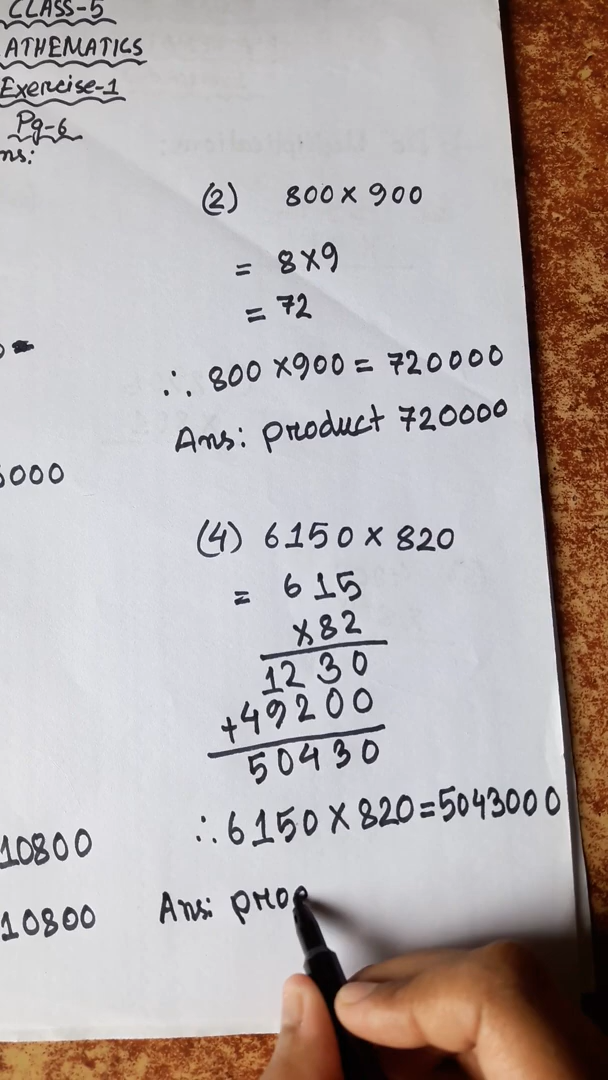 CLASS-5
ATHEMATICS
Exercise-1
Pg-6
ns:
(2) 800 × 900
= 8×9
= 72
∴ 800 ×900 = 720000
Ans: product 720000
000
(4) 6150 × 820
= 615
×82
1230
+49200
50430
∴ 6150 × 820=5043000
10800
10800
Ans: pro